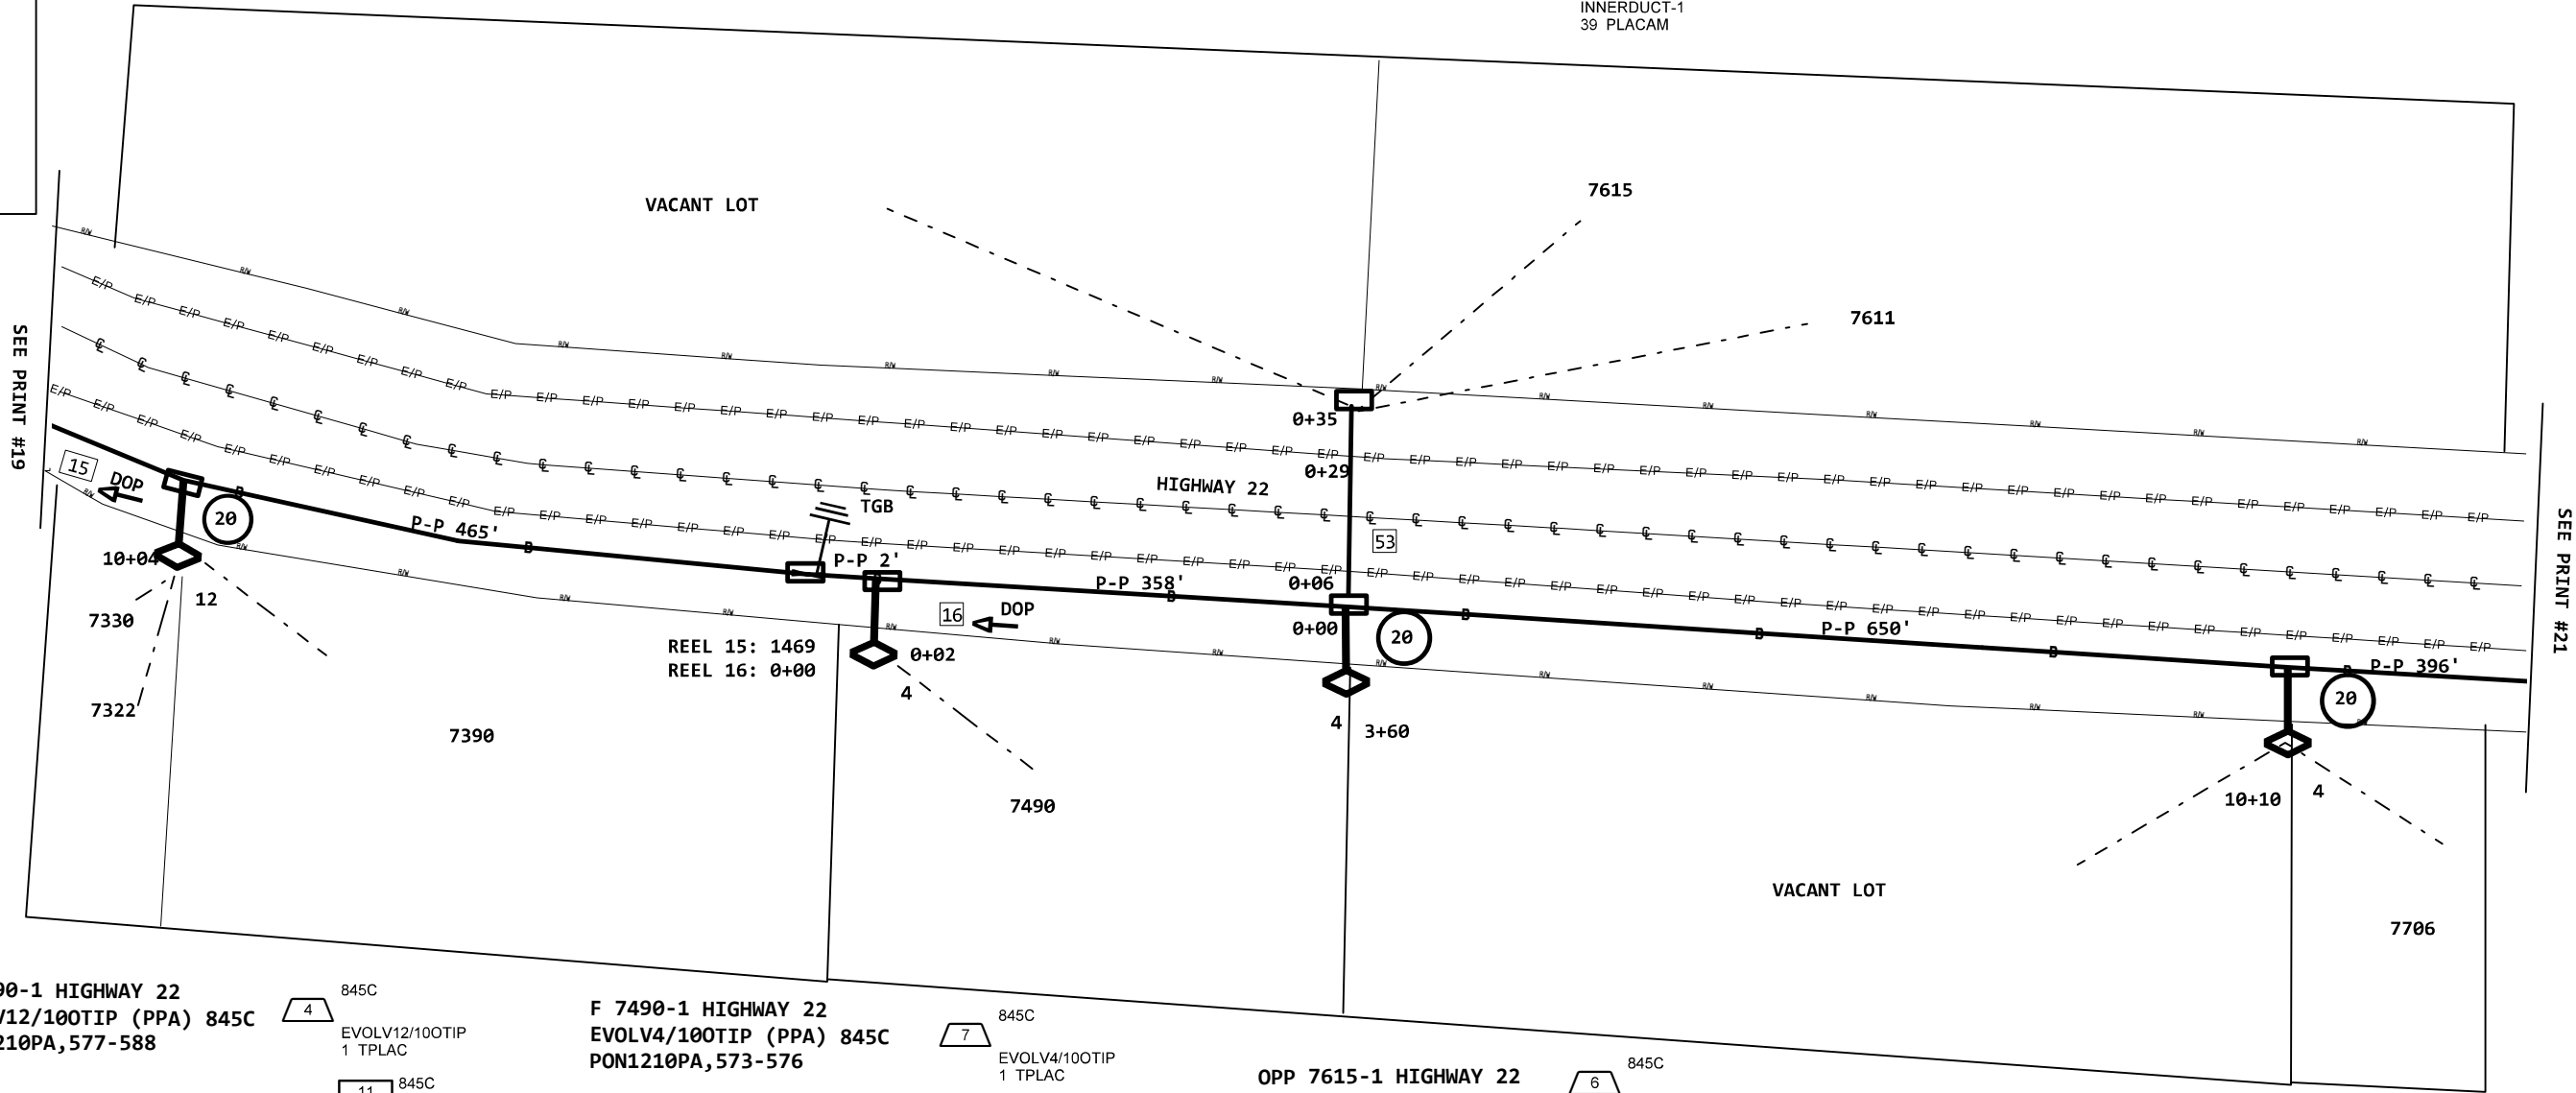 INNERDUCT-1
39 PLACAM
VACANT LOT
7615
7611
SEE PRINT #19
SEE PRINT #21
R/W
E/P
℄
0+35
0+29
HIGHWAY 22
53
15
DOP
20
B
P-P 465'
TGB
P-P 2'
P-P 358'
B
0+06
0+00
20
B
P-P 650'
P-P 396'
20
16
DOP
10+04
12
7330
7322
7390
REEL 15: 1469
REEL 16: 0+00
0+02
4
7490
4
3+60
10+10
4
VACANT LOT
7706
90-1 HIGHWAY 22
V12/10OTIP (PPA) 845C
210PA,577-588
4
845C
EVOLV12/10OTIP
1 TPLAC
11
845C
F 7490-1 HIGHWAY 22
EVOLV4/10OTIP (PPA) 845C
PON1210PA,573-576
7
845C
EVOLV4/10OTIP
1 TPLAC
OPP 7615-1 HIGHWAY 22
6
845C